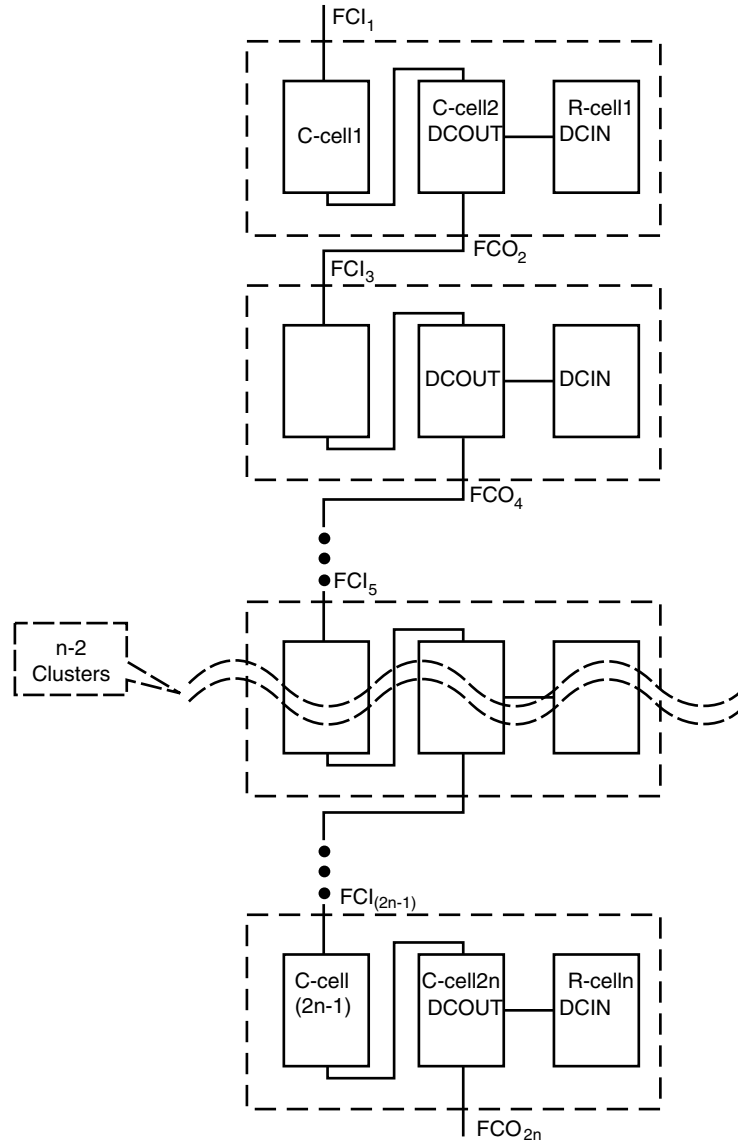 FCI1
C-cell1
C-cell2
DCOUT
R-cell1
DCIN
FCO2
FCI3
DCOUT
DCIN
FCO4
FCI5
n-2
Clusters
FCI(2n-1)
C-cell
(2n-1)
C-cell2n
DCOUT
R-celln
DCIN
FCO2n